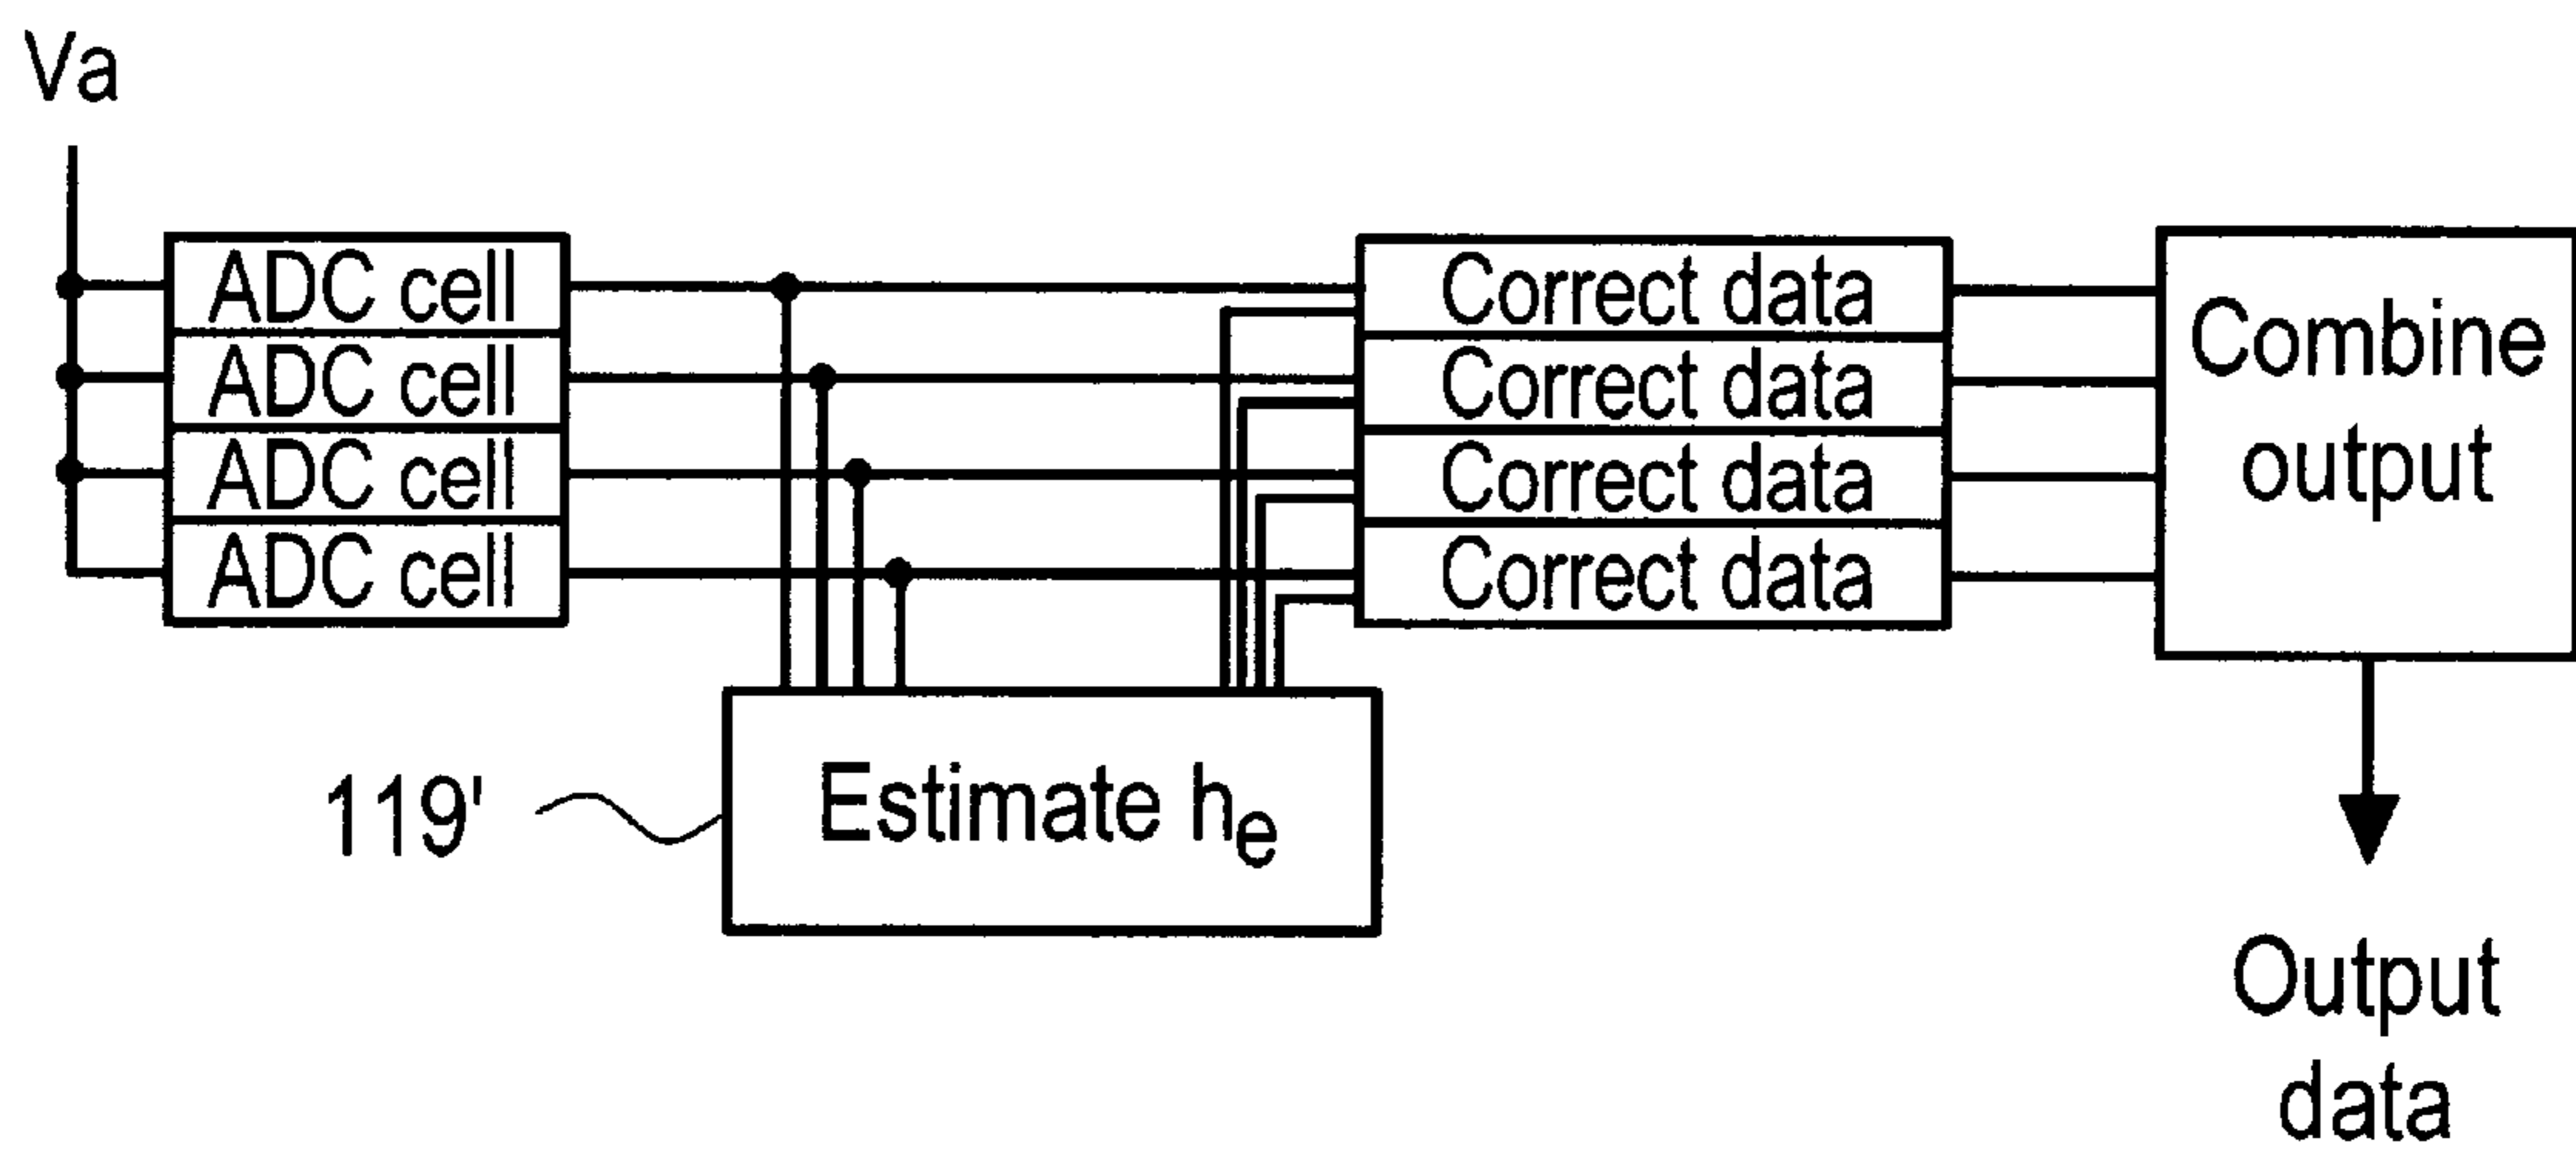 Va
ADC cell
ADC cell
ADC cell
ADC cell
Correct data
Correct data
Correct data
Correct data
Combine
output
119'
Estimate he
Output
data